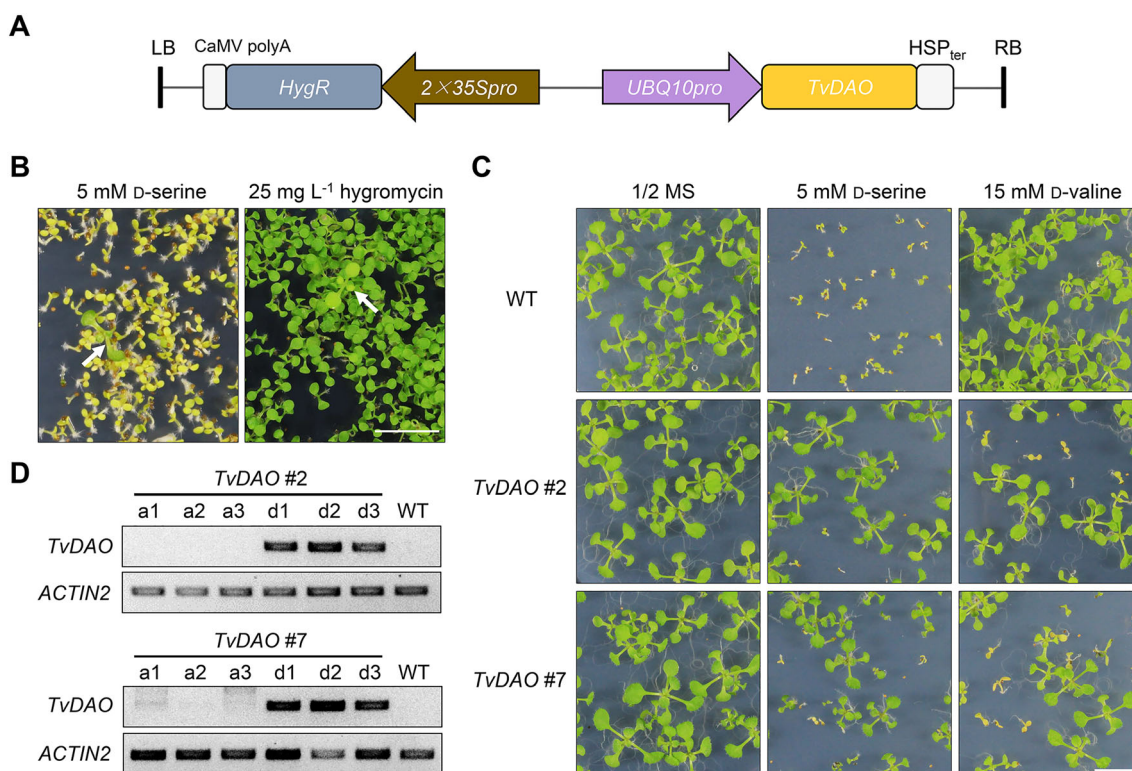 A
LB
CaMV polyA
HygR
2×35Spro
UBQ10pro
TvDAO
HSPter
RB
B
5 mM D-serine
25 mg L-1 hygromycin
C
1/2 MS
5 mM D-serine
15 mM D-valine
WT
TvDAO #2
TvDAO #7
D
TvDAO #2
a1 a2 a3 d1 d2 d3 WT
TvDAO
ACTIN2
TvDAO #7
a1 a2 a3 d1 d2 d3 WT
TvDAO
ACTIN2